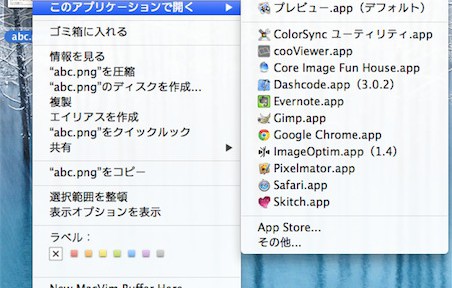 このアプリケーションで開く
ゴミ箱に入れる
情報を見る
“abc.png”を圧縮
“abc.png”のディスクを作成...
複製
エイリアスを作成
“abc.png”をクイックルック
共有
“abc.png”をコピー
選択範囲を整頓
表示オプションを表示
ラベル：
New MacVim Buffer Here
abc.
プレビュー.app（デフォルト）
ColorSync ユーティリティ.app
cooViewer.app
Core Image Fun House.app
Dashcode.app（3.0.2）
Evernote.app
Gimp.app
Google Chrome.app
ImageOptim.app（1.4）
Pixelmator.app
Safari.app
Skitch.app
App Store...
その他...